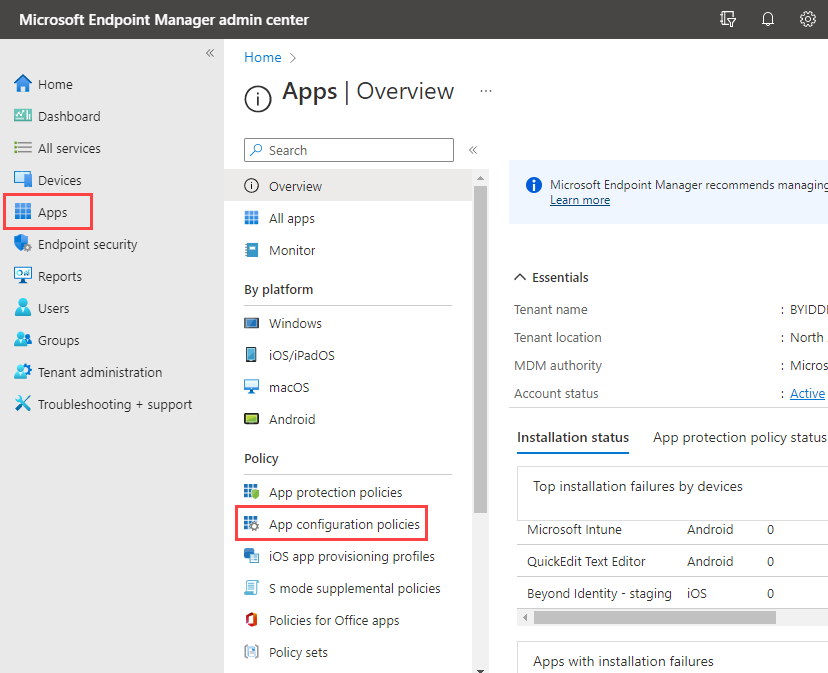 Microsoft Endpoint Manager admin center
Home
Dashboard
All services
Devices
Apps
Endpoint security
Reports
Users
Groups
Tenant administration
Troubleshooting + support
Home
Apps | Overview
...
Search
Overview
All apps
Monitor
By platform
Windows
iOS/iPadOS
macOS
Android
Policy
App protection policies
App configuration policies
iOS app provisioning profiles
S mode supplemental policies
Policies for Office apps
Policy sets
Microsoft Endpoint Manager recommends managing
Learn more
Essentials
Tenant name : BYIDD
Tenant location : North
MDM authority : Micros
Account status : Active
Installation status App protection policy status
Top installation failures by devices
Microsoft Intune Android 0
QuickEdit Text Editor Android 0
Beyond Identity - staging iOS 0
Apps with installation failures